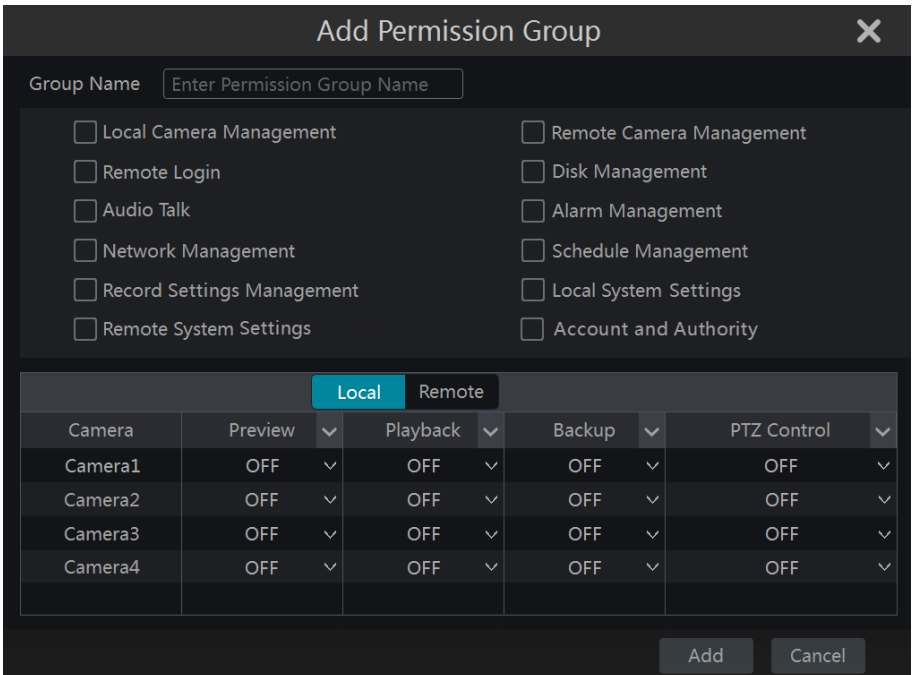 Add Permission Group
Group Name Enter Permission Group Name
Local Camera Management Remote Camera Management
Remote Login Disk Management
Audio Talk Alarm Management
Network Management Schedule Management
Record Settings Management Local System Settings
Remote System Settings Account and Authority
Local Remote
Camera Preview Playback Backup PTZ Control
Camera1 OFF OFF OFF OFF
Camera2 OFF OFF OFF OFF
Camera3 OFF OFF OFF OFF
Camera4 OFF OFF OFF OFF
Add Cancel